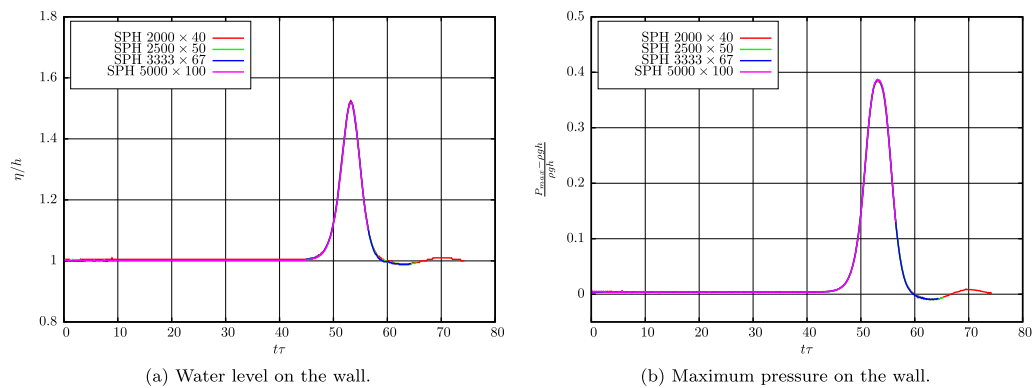 SPH 2000 × 40
SPH 2500 × 50
SPH 3333 × 67
SPH 5000 × 100
1.8
1.6
1.4
1.2
1
0.8
η/h
0 10 20 30 40 50 60 70 80
tτ
(a) Water level on the wall.
SPH 2000 × 40
SPH 2500 × 50
SPH 3333 × 67
SPH 5000 × 100
0.5
0.4
0.3
0.2
0.1
0
P_max−ρgh
ρgh
0 10 20 30 40 50 60 70 80
tτ
(b) Maximum pressure on the wall.